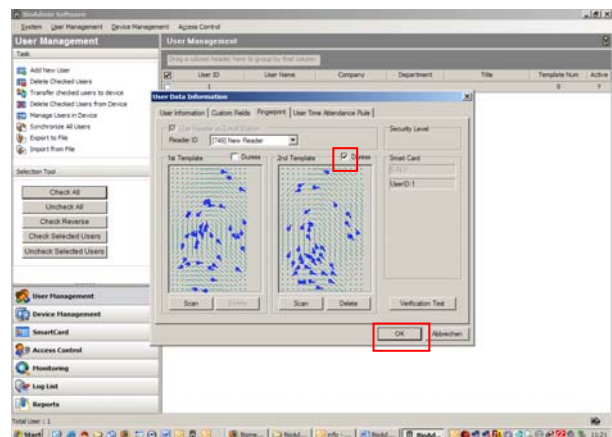 BioAdmin Software
System User Management Device Management Access Control
User Management
User Management
Task
Drag a column header here to group by that column
User ID User Name Company Department Title Template Num Active
1 0 Y
Add New User
Delete Checked Users
Transfer checked users to device
Delete Checked Users from Device
Manage Users in Device
Synchronize All Users
Export to File
Import from File
Selection Tool
Check All
Uncheck All
Check Reverse
Check Selected Users
Uncheck Selected Users
User Management
Device Management
SmartCard
Access Control
Monitoring
Log List
Reports
User Data Information
User Information Custom Fields Fingerprint User Time Attendance Rule
Reader ID [746] New Reader
Security Level
1st Template Duress
2nd Template Duress
Smart Card
UserID:1
Scan Delete
Scan Delete
Verification Test
OK Abbrechen
Total User : 1
Start